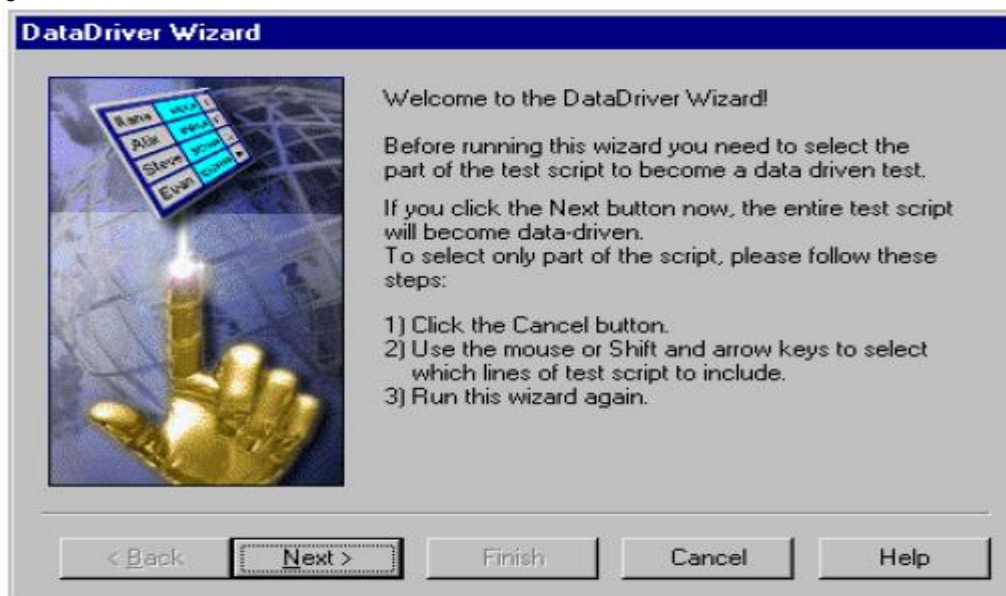 DataDriver Wizard
Rana
Alix
Steve
Evan
Welcome to the DataDriver Wizard!
Before running this wizard you need to select the
part of the test script to become a data driven test.
If you click the Next button now, the entire test script
will become data-driven.
To select only part of the script, please follow these
steps:
1) Click the Cancel button.
2) Use the mouse or Shift and arrow keys to select
which lines of test script to include.
3) Run this wizard again.
< Back Next > Finish Cancel Help